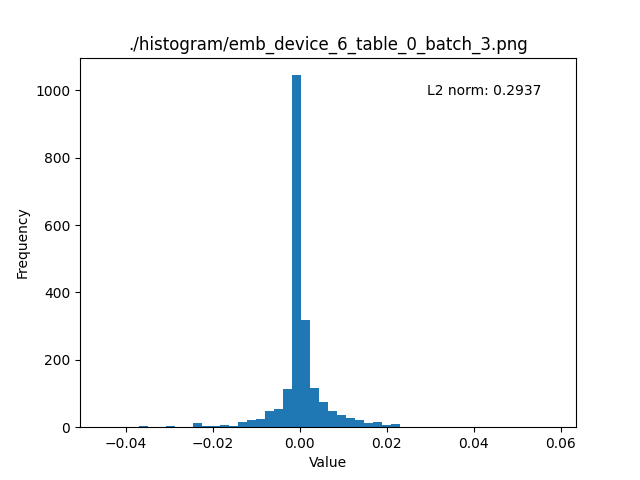 ./histogram/emb_device_6_table_0_batch_3.png
L2 norm: 0.2937
1000
800
600
400
200
0
Frequency
−0.04 −0.02 0.00 0.02 0.04 0.06
Value